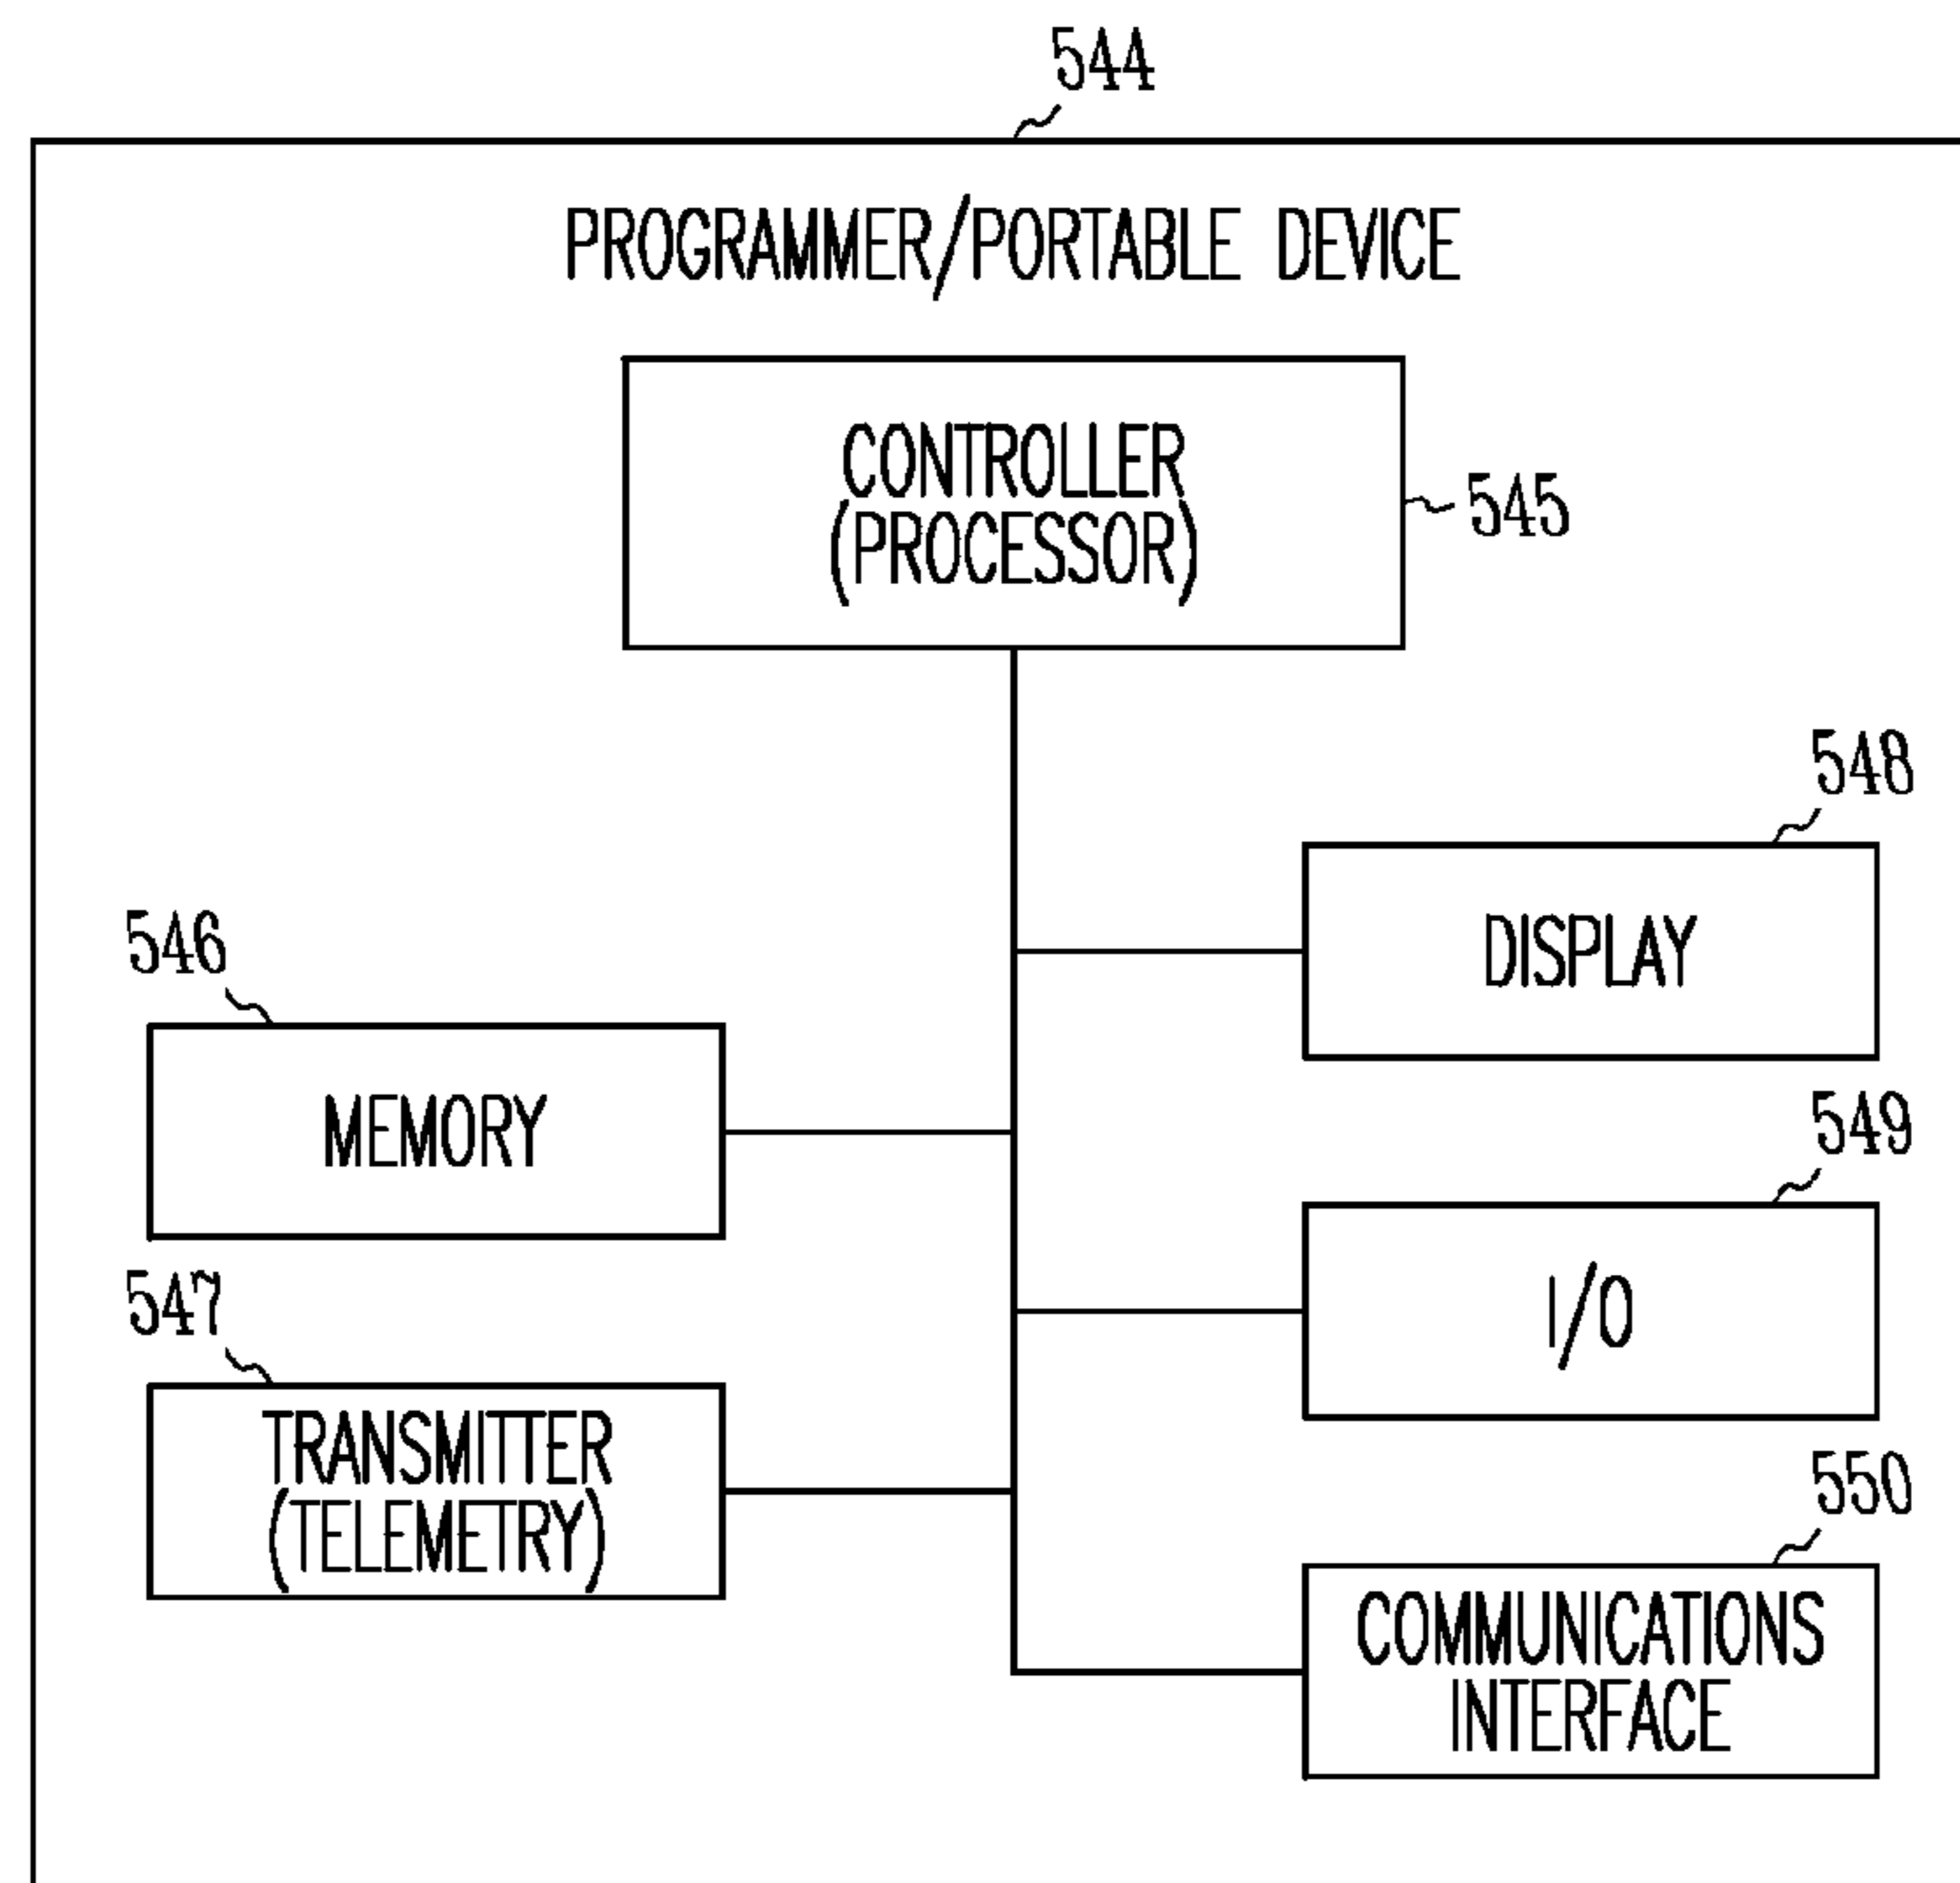 544
PROGRAMMER/PORTABLE DEVICE
CONTROLLER
(PROCESSOR)
545
548
DISPLAY
546
MEMORY
549
I/O
547
TRANSMITTER
(TELEMETRY)
550
COMMUNICATIONS
INTERFACE